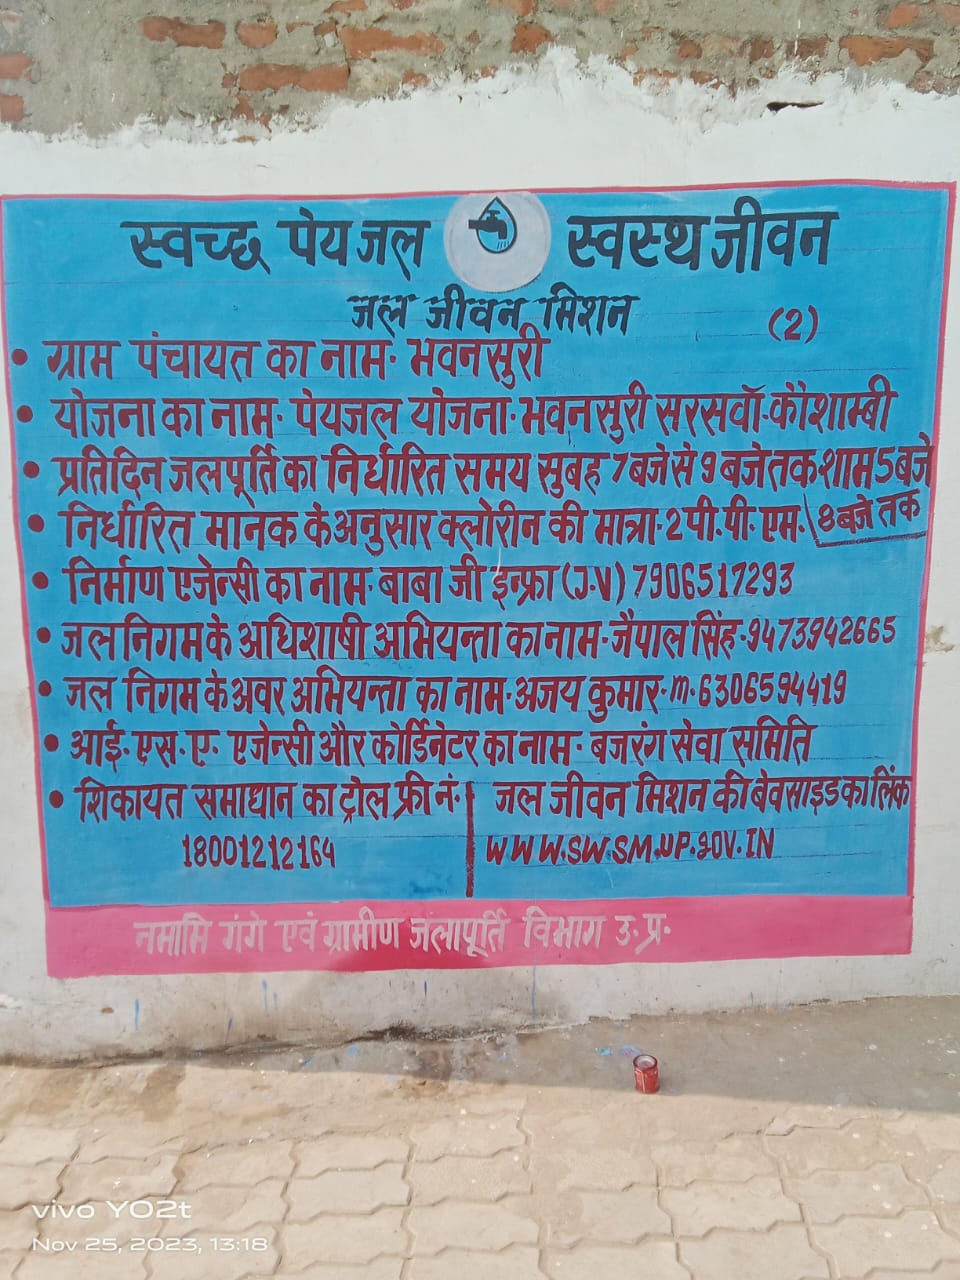 स्वच्छ पेयजल स्वस्थ जीवन
जल जीवन मिशन
(2)
• ग्राम पंचायत का नाम- भवनसुरी
• योजना का नाम- पेयजल योजना-भवनसुरी सरसवॉ-कौशाम्बी
• प्रतिदिन जलपूर्ति का निर्धारित समय सुबह 7 बजे से 9 बजे तक शाम 5 बजे
8 बजे तक
• निर्धारित मानक के अनुसार क्लोरीन की मात्रा-2 पी.पी.एम.
• निर्माण एजेन्सी का नाम- बाबा जी इन्फ्रा (J.V) 7906517293
• जल निगम के अधिशाषी अभियन्ता का नाम-जैपाल सिंह-9473942665
• जल निगम के अवर अभियन्ता का नाम-अजय कुमार-m.6306594419
• आई.एस.ए. एजेन्सी और कोर्डिनेटर का नाम- बजरंग सेवा समिति
• शिकायत समाधान का ट्रोल फ्री नं.
18001212164
जल जीवन मिशन की बेवसाइड का लिंक
WWW.SWSM.UP.GOV.IN
नमामि गंगे एवं ग्रामीण जलापूर्ति विभाग उ.प्र.
vivo Y02t
Nov 25, 2023, 13:18